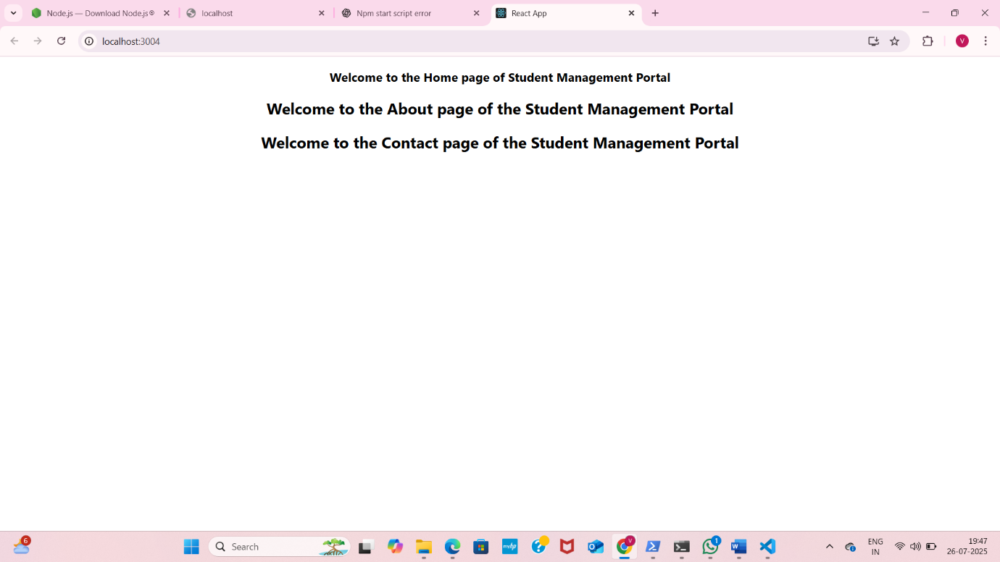 Node.js — Download Node.js®
localhost
Npm start script error
React App
localhost:3004
V
Welcome to the Home page of Student Management Portal
Welcome to the About page of the Student Management Portal
Welcome to the Contact page of the Student Management Portal
6
Search
myhp
V
1
ENG
IN
19:47
26-07-2025